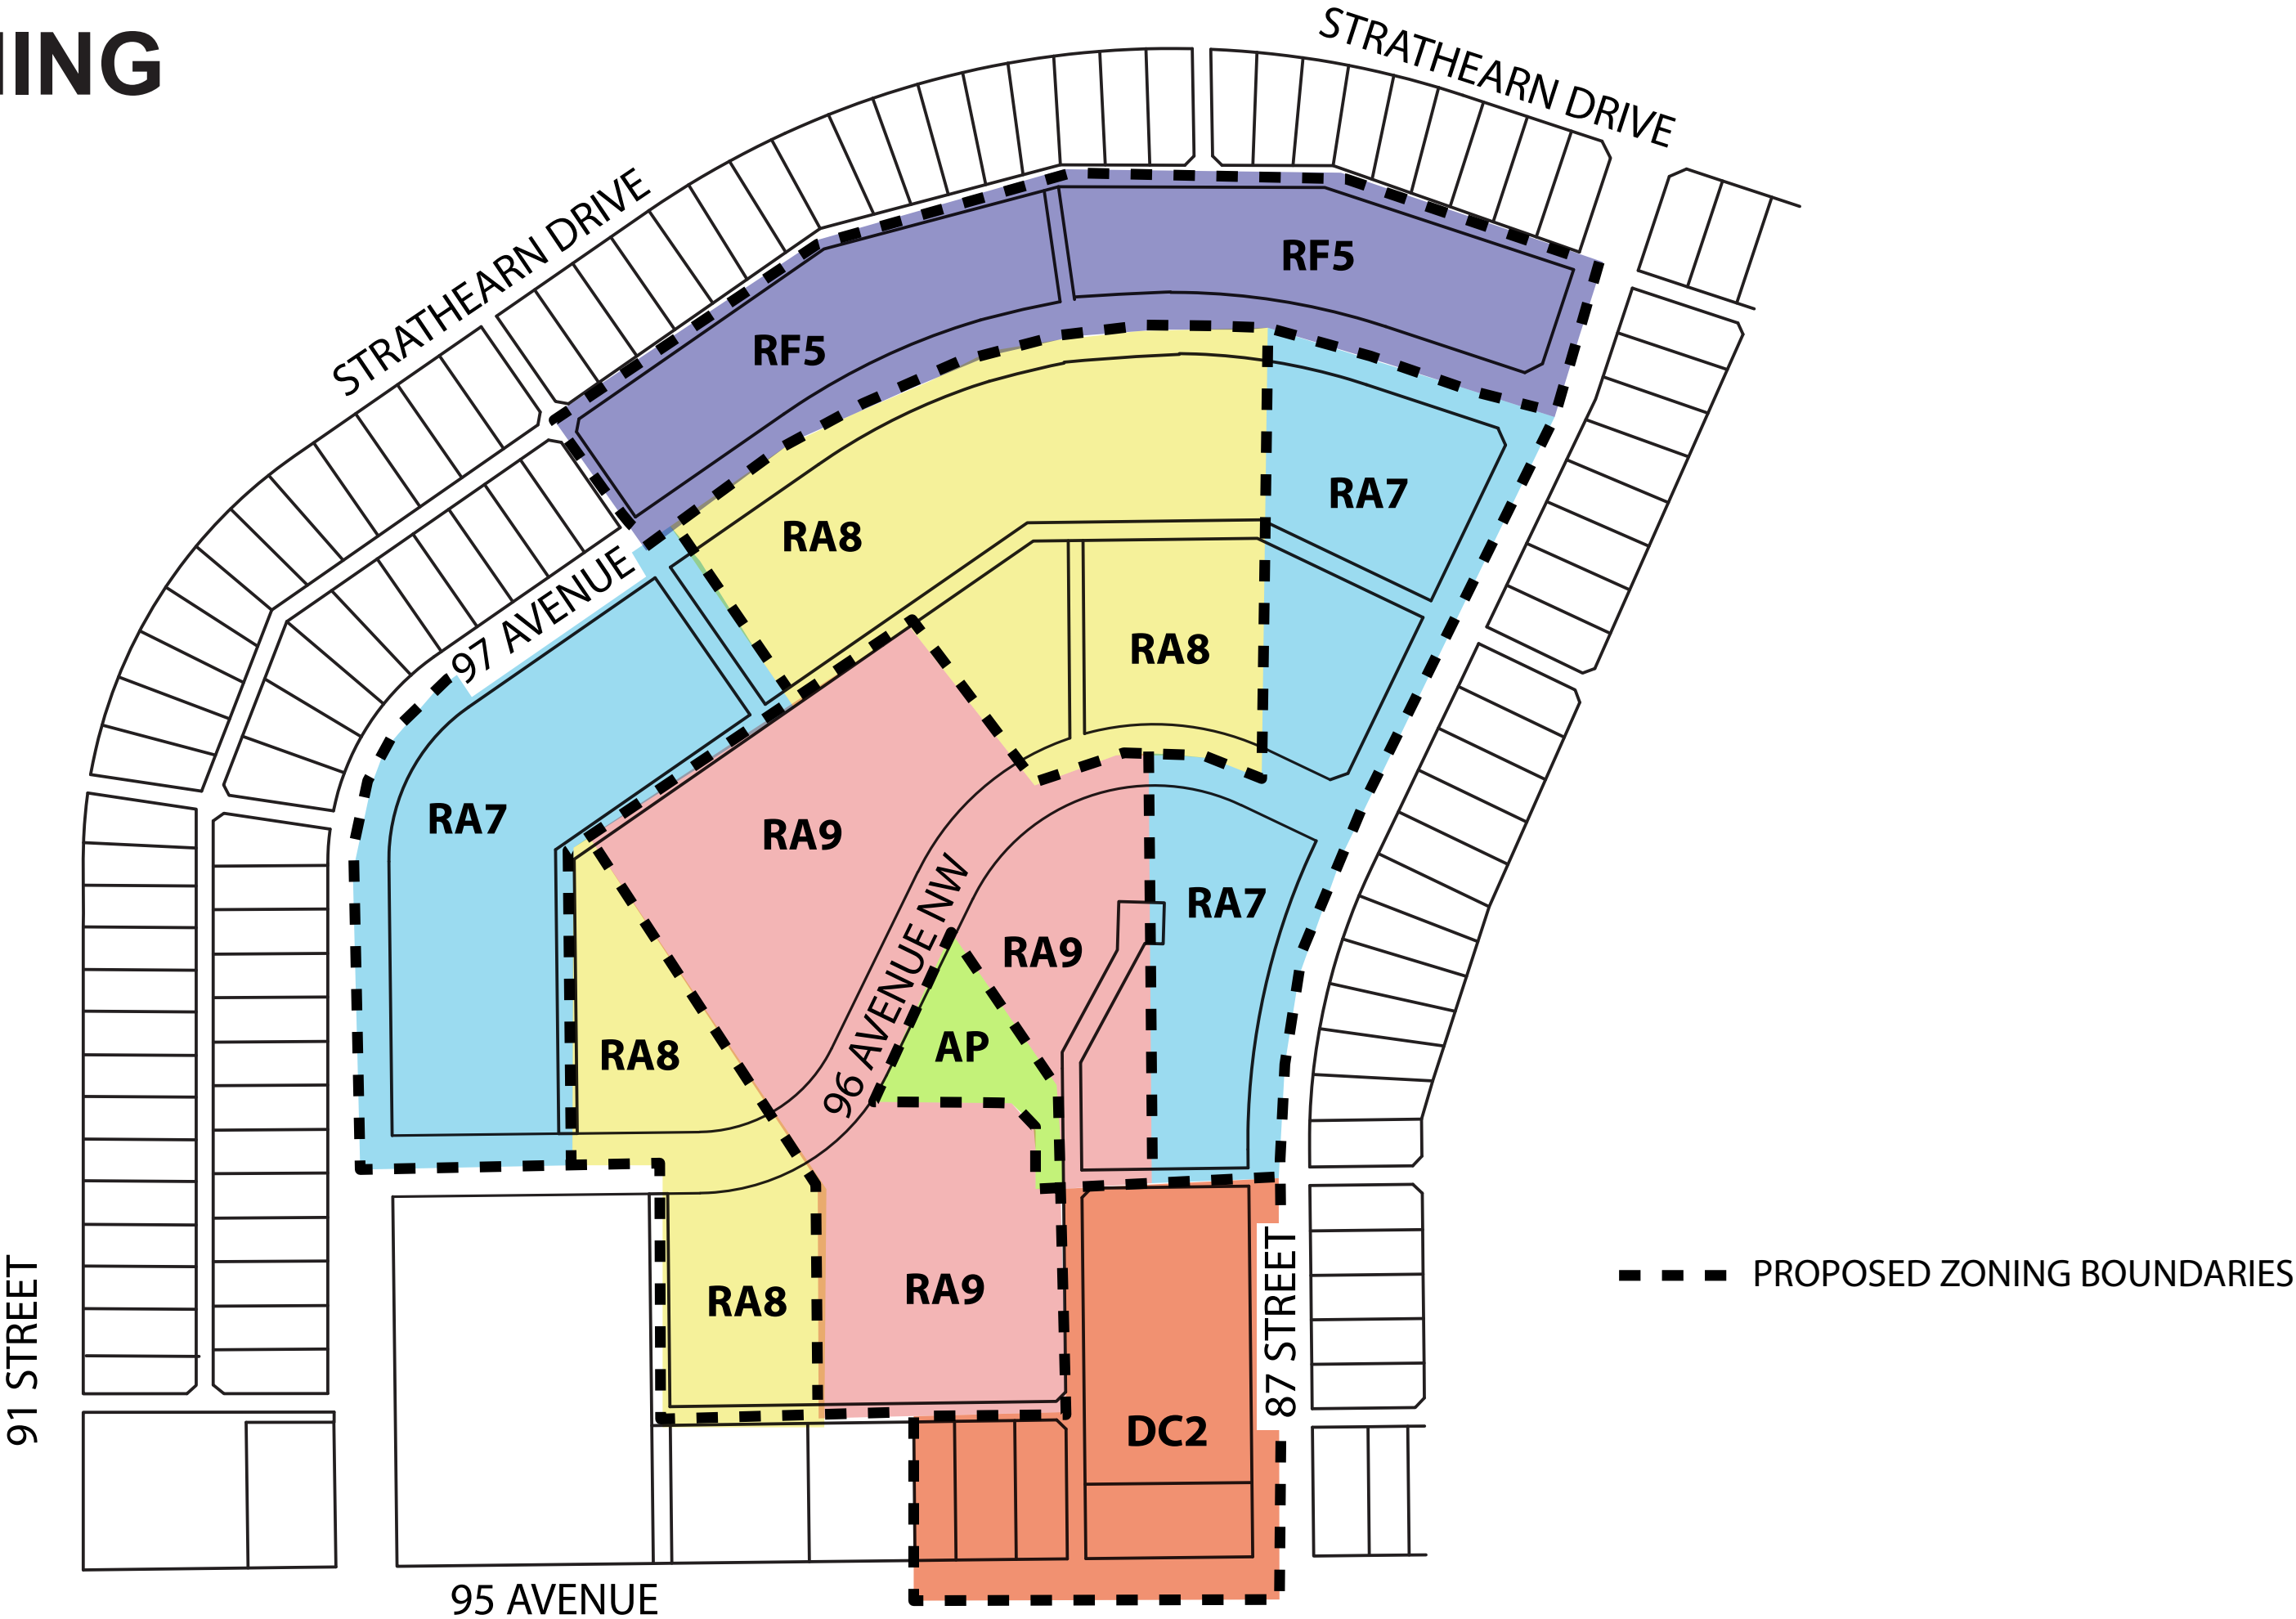 NING
STRATHEARN DRIVE
STRATHEARN DRIVE
RF5
RF5
RA7
RA8
97 AVENUE
RA8
RA7
RA9
RA7
96 AVENUE NW
RA9
AP
RA8
RA8
RA9
87 STREET
PROPOSED ZONING BOUNDARIES
91 STREET
DC2
95 AVENUE